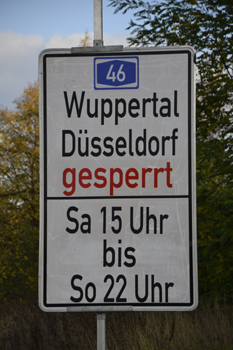 46
Wuppertal
Düsseldorf
gesperrt
Sa 15 Uhr
bis
So 22 Uhr